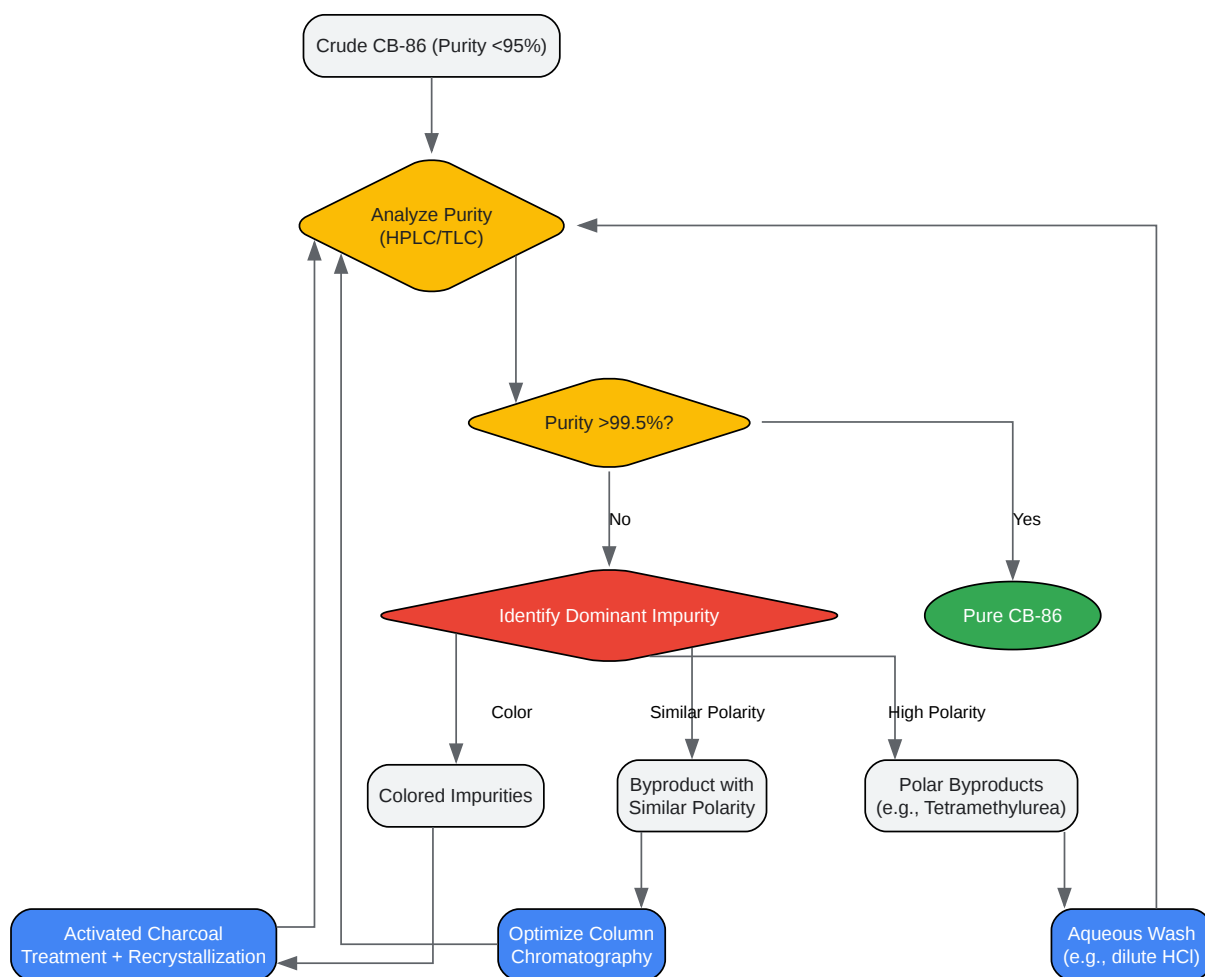 Crude CB-86 (Purity <95%)
Analyze Purity
(HPLC/TLC)
Purity >99.5%?
No
Yes
Identify Dominant Impurity
Pure CB-86
Color
Similar Polarity
High Polarity
Colored Impurities
Byproduct with
Similar Polarity
Polar Byproducts
(e.g., Tetramethylurea)
Activated Charcoal
Treatment + Recrystallization
Optimize Column
Chromatography
Aqueous Wash
(e.g., dilute HCl)